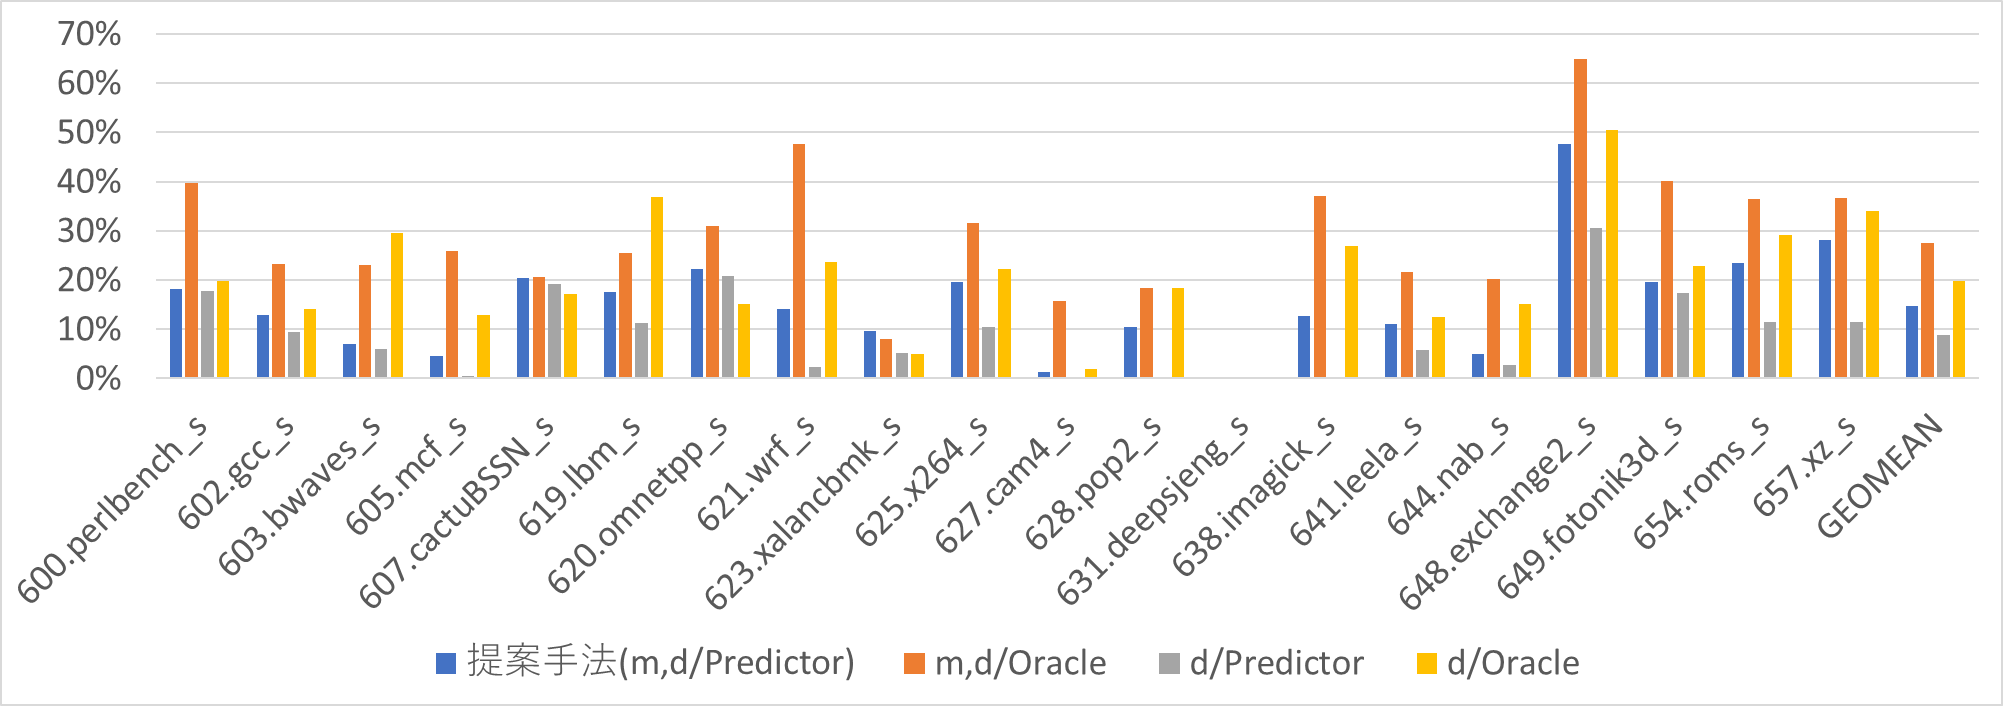 70%
60%
50%
40%
30%
20%
10%
0%
600.perlbench_s
602.gcc_s
603.bwaves_s
605.mcf_s
607.cactuBSSN_s
619.lbm_s
620.omnetpp_s
621.wrf_s
623.xalancbmk_s
625.x264_s
627.cam4_s
628.pop2_s
631.deepsjeng_s
638.imagick_s
641.leela_s
644.nab_s
648.exchange2_s
649.fotonik3d_s
654.roms_s
657.xz_s
GEOMEAN
提案手法(m,d/Predictor) m,d/Oracle d/Predictor d/Oracle